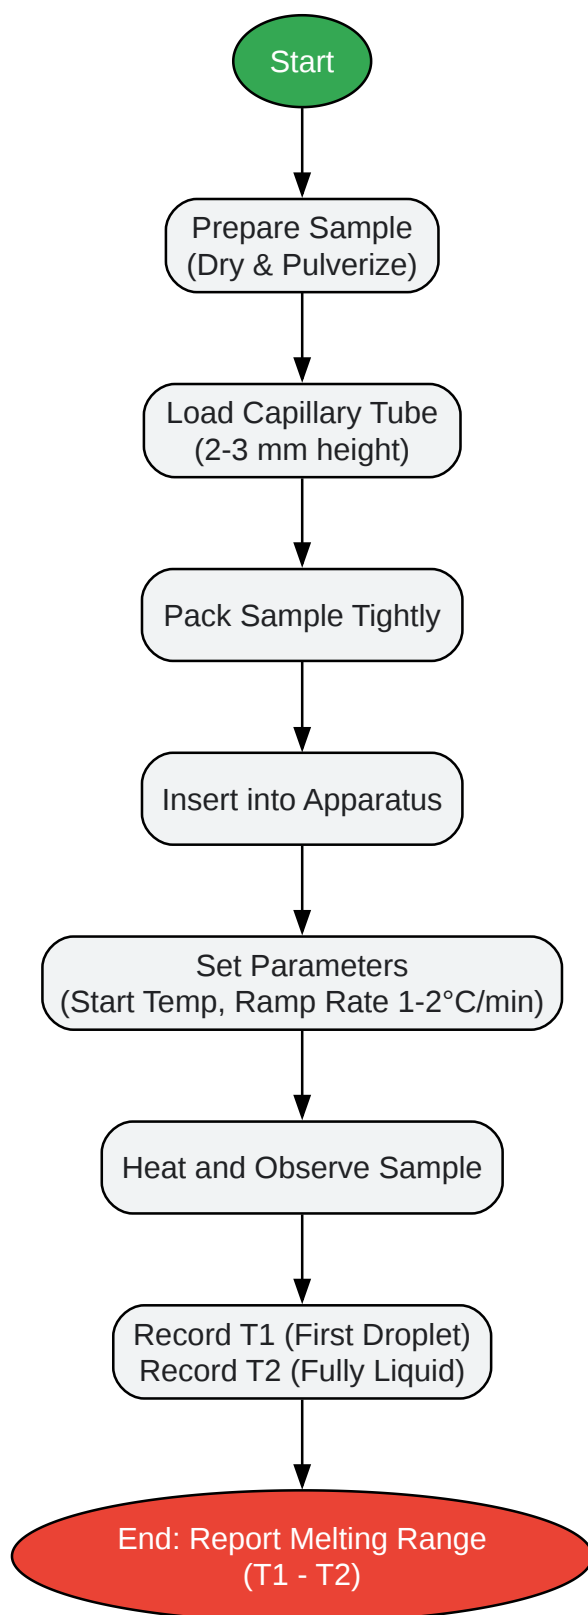 Start
Prepare Sample
(Dry & Pulverize)
Load Capillary Tube
(2-3 mm height)
Pack Sample Tightly
Insert into Apparatus
Set Parameters
(Start Temp, Ramp Rate 1-2°C/min)
Heat and Observe Sample
Record T1 (First Droplet)
Record T2 (Fully Liquid)
End: Report Melting Range
(T1 - T2)